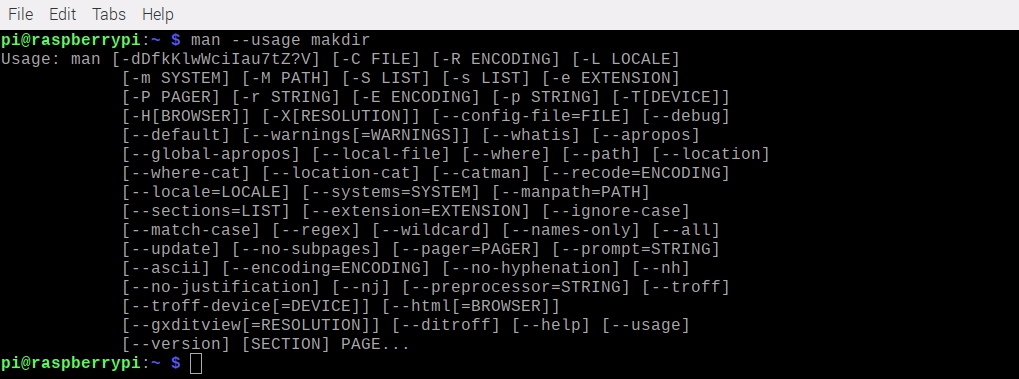 File Edit Tabs Help
pi@raspberrypi:~ $ man --usage makdir
Usage: man [-dDfkKlwWciIau7tZ?V] [-C FILE] [-R ENCODING] [-L LOCALE]
[-m SYSTEM] [-M PATH] [-S LIST] [-s LIST] [-e EXTENSION]
[-P PAGER] [-r STRING] [-E ENCODING] [-p STRING] [-T[DEVICE]]
[-H[BROWSER]] [-X[RESOLUTION]] [--config-file=FILE] [--debug]
[--default] [--warnings[=WARNINGS]] [--whatis] [--apropos]
[--global-apropos] [--local-file] [--where] [--path] [--location]
[--where-cat] [--location-cat] [--catman] [--recode=ENCODING]
[--locale=LOCALE] [--systems=SYSTEM] [--manpath=PATH]
[--sections=LIST] [--extension=EXTENSION] [--ignore-case]
[--match-case] [--regex] [--wildcard] [--names-only] [--all]
[--update] [--no-subpages] [--pager=PAGER] [--prompt=STRING]
[--ascii] [--encoding=ENCODING] [--no-hyphenation] [--nh]
[--no-justification] [--nj] [--preprocessor=STRING] [--troff]
[--troff-device[=DEVICE]] [--html[=BROWSER]]
[--gxditview[=RESOLUTION]] [--ditroff] [--help] [--usage]
[--version] [SECTION] PAGE...
pi@raspberrypi:~ $